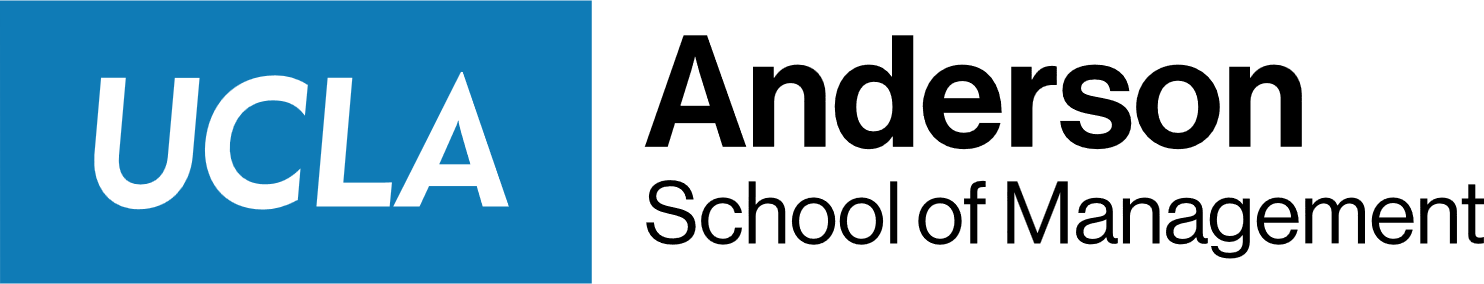 UCLA
Anderson
School of Management